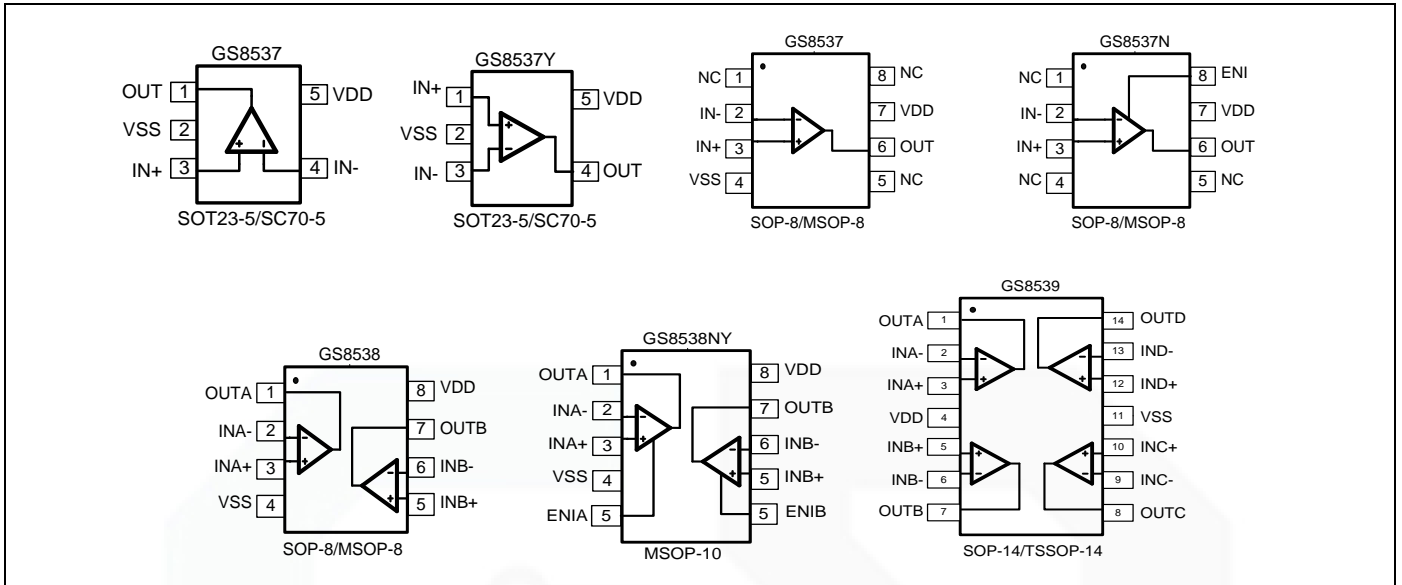 GS8537
OUT 1
5 VDD
VSS 2
IN+ 3
4 IN-
+ −
SOT23-5/SC70-5
GS8537Y
IN+ 1
5 VDD
VSS 2
IN- 3
4 OUT
+
−
SOT23-5/SC70-5
GS8537
NC 1
8 NC
IN- 2
7 VDD
IN+ 3
6 OUT
VSS 4
5 NC
−
+
SOP-8/MSOP-8
GS8537N
NC 1
8 ENI
IN- 2
7 VDD
IN+ 3
6 OUT
NC 4
5 NC
−
+
SOP-8/MSOP-8
GS8538
OUTA 1
8 VDD
INA- 2
7 OUTB
INA+ 3
6 INB-
VSS 4
5 INB+
−
+
−
+
SOP-8/MSOP-8
GS8538NY
OUTA 1
8 VDD
INA- 2
7 OUTB
INA+ 3
6 INB-
VSS 4
5 INB+
ENIA 5
5 ENIB
−
+
−
+
MSOP-10
GS8539
OUTA 1
14 OUTD
INA- 2
13 IND-
INA+ 3
12 IND+
VDD 4
11 VSS
INB+ 5
10 INC+
INB- 6
9 INC-
OUTB 7
8 OUTC
−
+
−
+
+
−
+
−
SOP-14/TSSOP-14